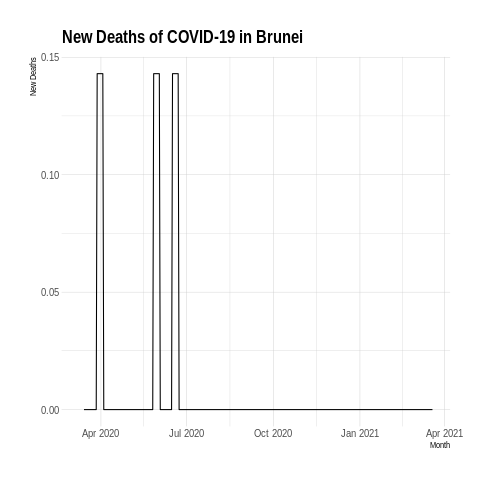 New Deaths of COVID-19 in Brunei
New Deaths
0.15
0.10
0.05
0.00
Apr 2020 Jul 2020 Oct 2020 Jan 2021 Apr 2021
Month